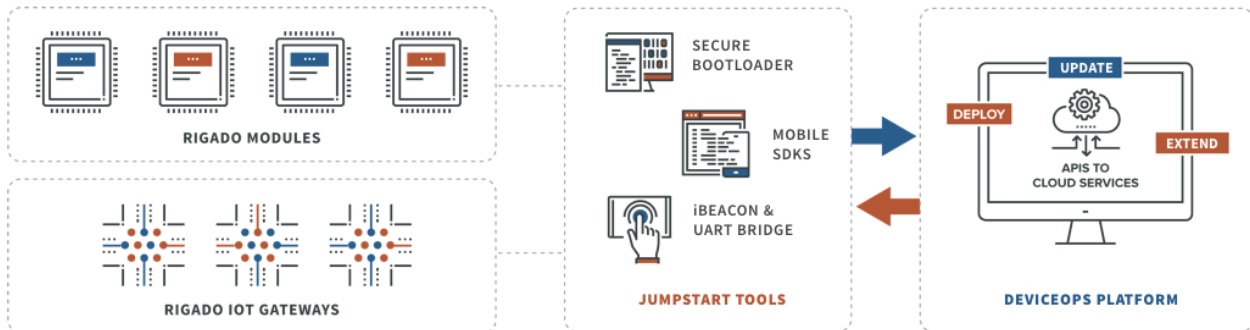 RIGADO MODULES
RIGADO IOT GATEWAYS
SECURE
BOOTLOADER
MOBILE
SDKS
iBEACON &
UART BRIDGE
JUMPSTART TOOLS
UPDATE
DEPLOY
EXTEND
APIS TO
CLOUD SERVICES
DEVICEOPS PLATFORM